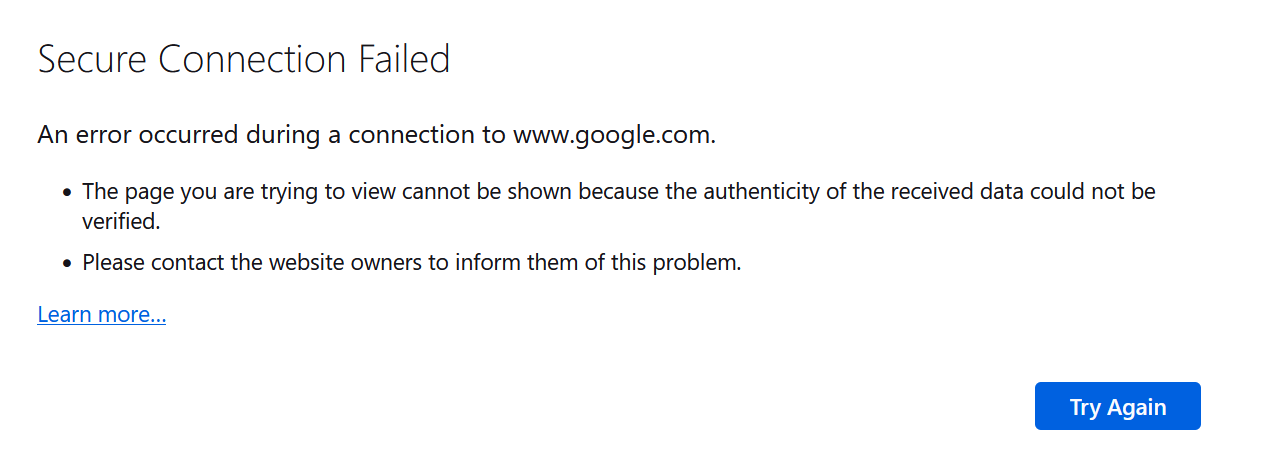 Secure Connection Failed
An error occurred during a connection to www.google.com.
• The page you are trying to view cannot be shown because the authenticity of the received data could not be
verified.
• Please contact the website owners to inform them of this problem.
Learn more...
Try Again